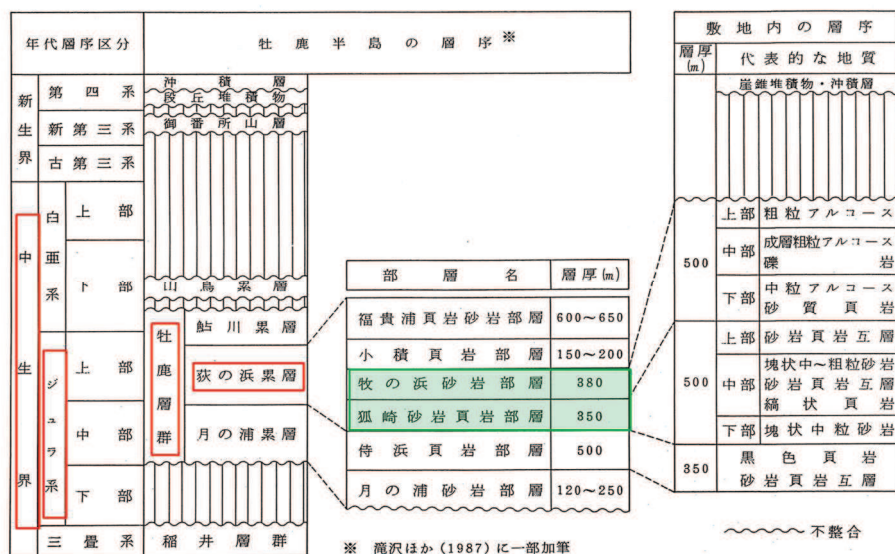 年代層序区分
牡鹿半島の層序※
敷地内の層序
層厚(m)
代表的な地質
新生界
第四系
新第三系
古第三系
中生界
白亜系
上部
下部
ジュラ系
上部
中部
下部
三畳系
沖積層
段丘堆積物
御番所山層
山鳥累層
牡鹿層群
鮎川累層
荻の浜累層
月の浦累層
稲井層群
部層名 層厚(m)
福貴浦頁岩砂岩部層 600~650
小積頁岩部層 150~200
牧の浜砂岩部層 380
狐崎砂岩頁岩部層 350
侍浜頁岩部層 500
月の浦砂岩部層 120~250
※ 滝沢ほか(1987)に一部加筆
崖錐堆積物・沖積層
500
上部 粗粒アルコース
中部 成層粗粒アルコース
礫岩
下部 中粒アルコース
砂質頁岩
500
上部 砂岩頁岩互層
中部 塊状中~粗粒砂岩
砂岩頁岩互層
縞状頁岩
下部 塊状中粒砂岩
350
黒色頁岩
砂岩頁岩互層
不整合